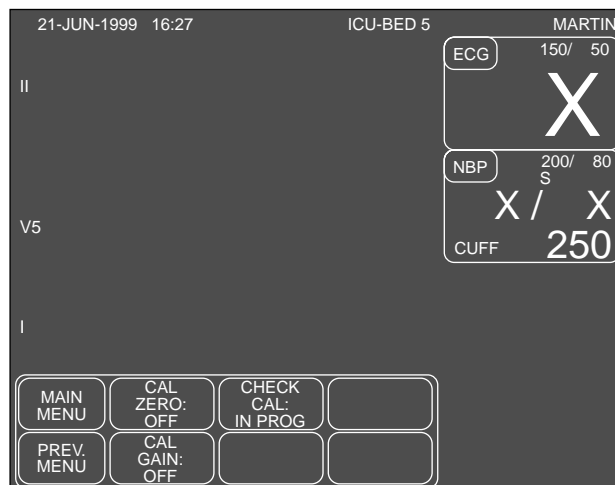 21-JUN-1999 16:27 ICU-BED 5 MARTIN
ECG 150/ 50
II
X
NBP 200/ 80
S
X / X
V5
CUFF 250
I
MAIN MENU
CAL ZERO: OFF
CHECK CAL: IN PROG
PREV. MENU
CAL GAIN: OFF